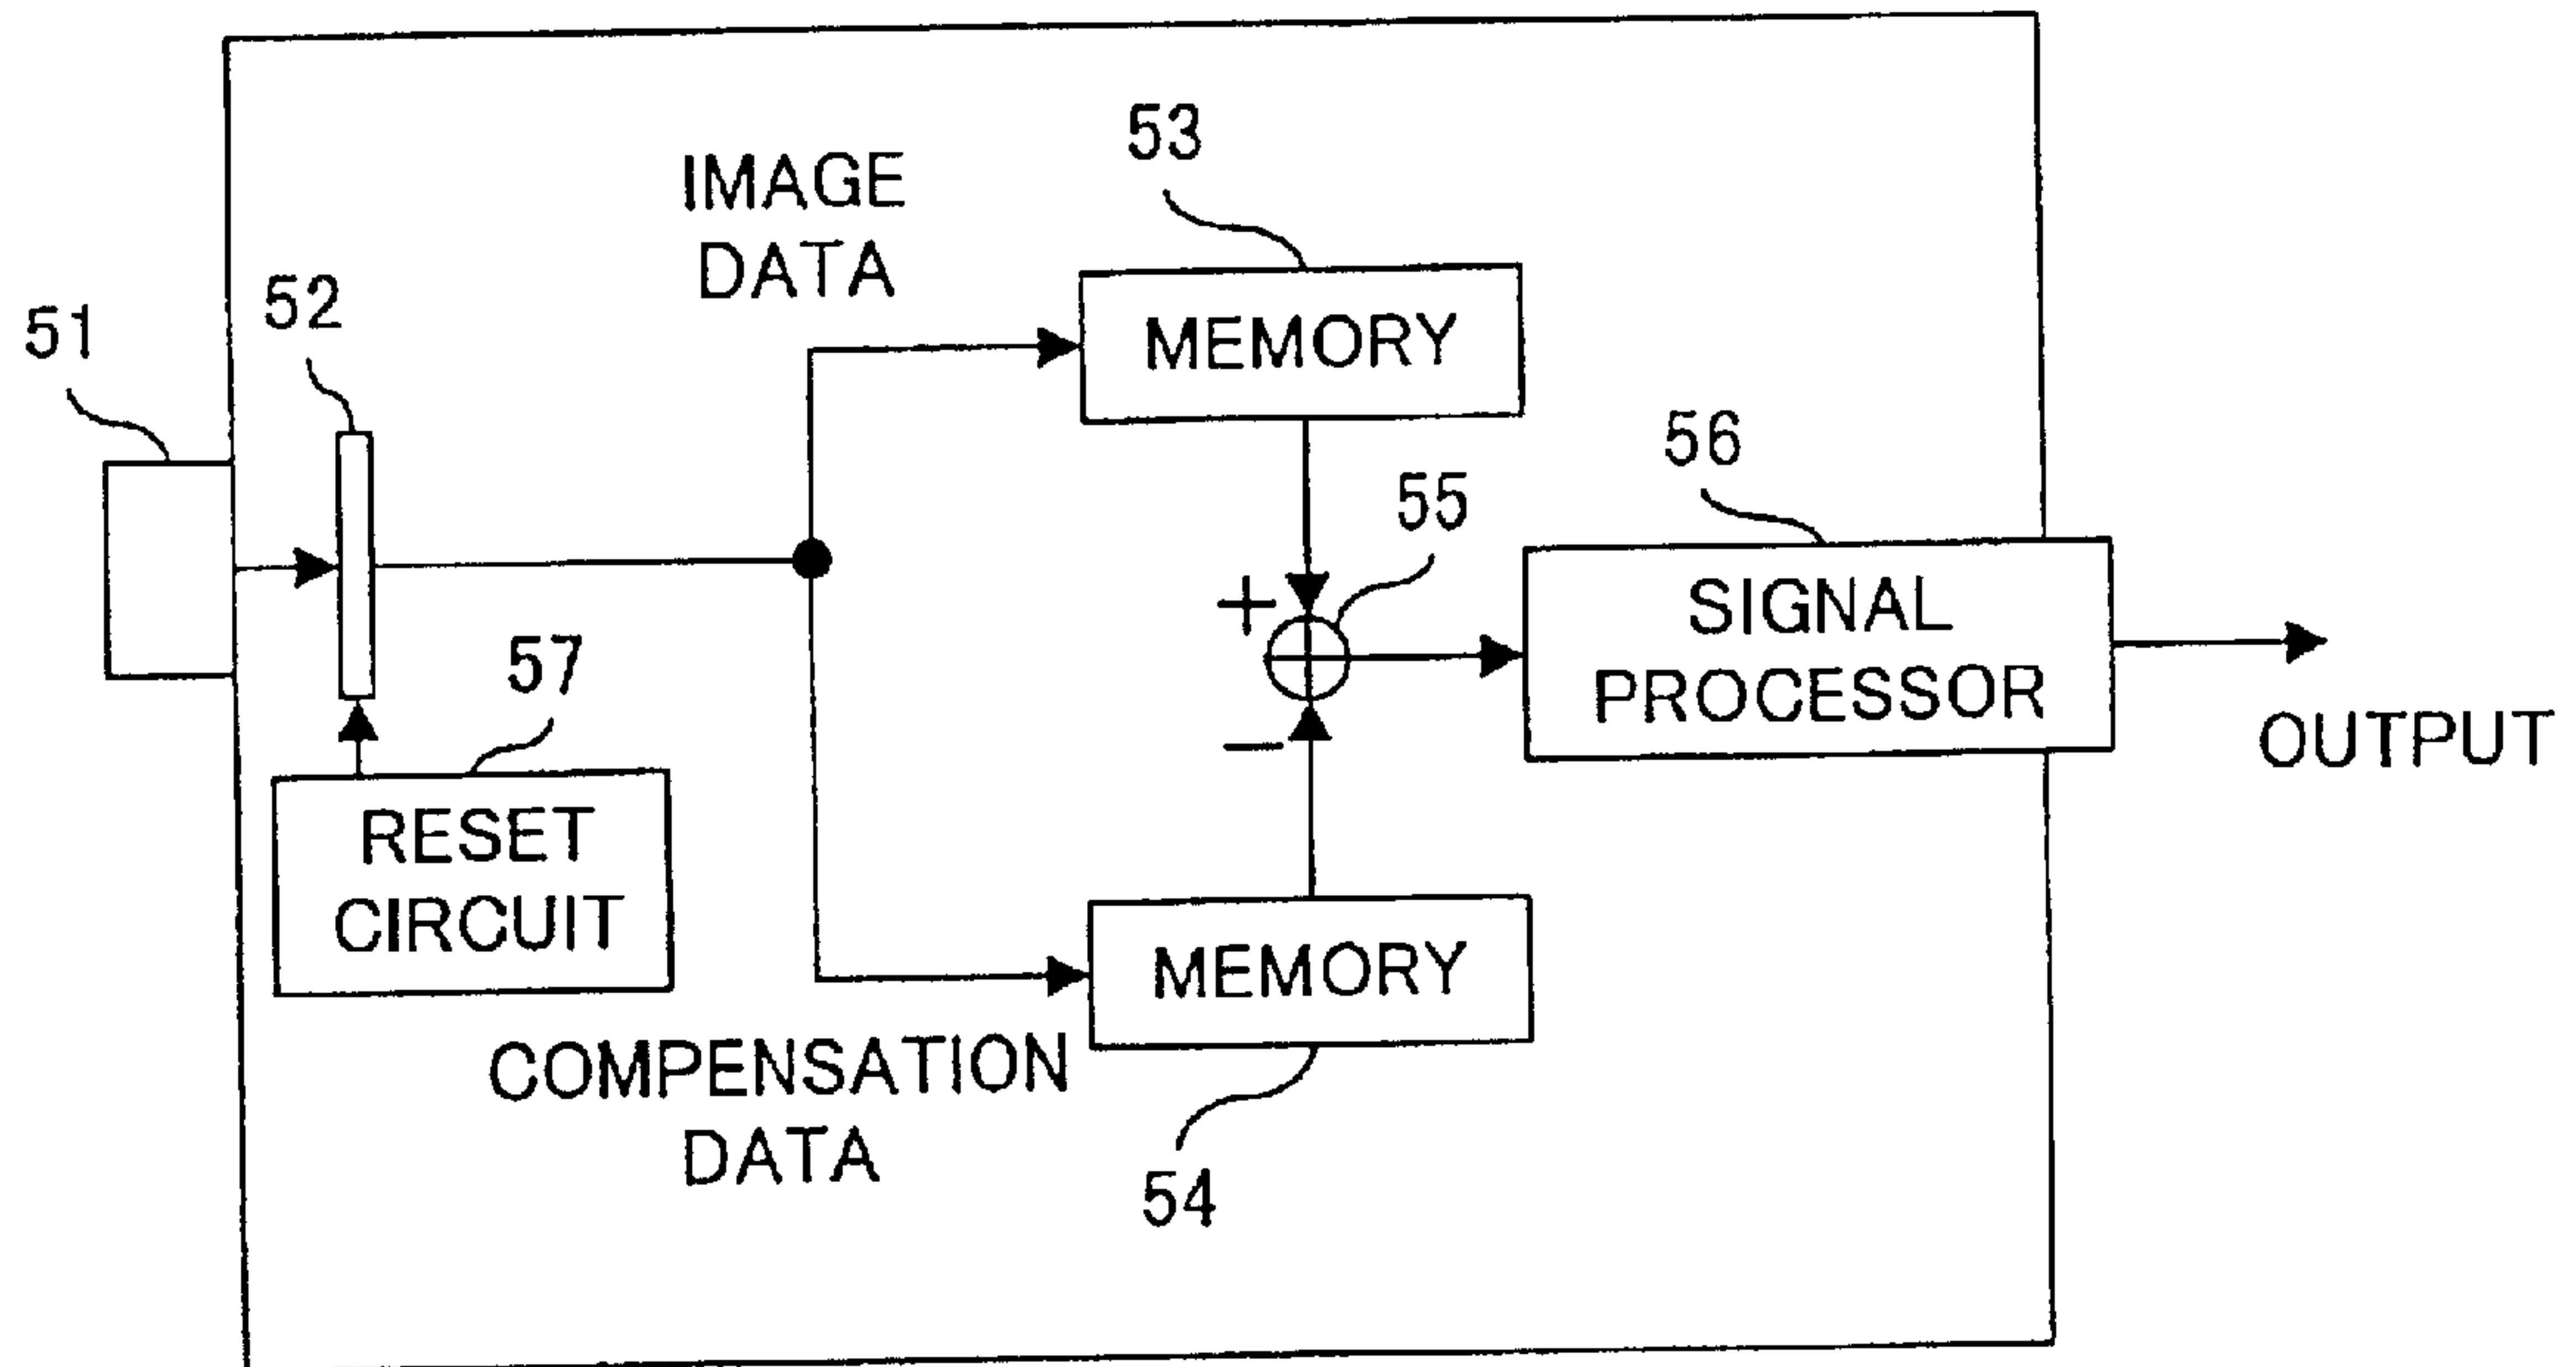 53
IMAGE
DATA
52
51
MEMORY
56
55
+
SIGNAL
PROCESSOR
57
−
OUTPUT
RESET
CIRCUIT
MEMORY
COMPENSATION
DATA
54